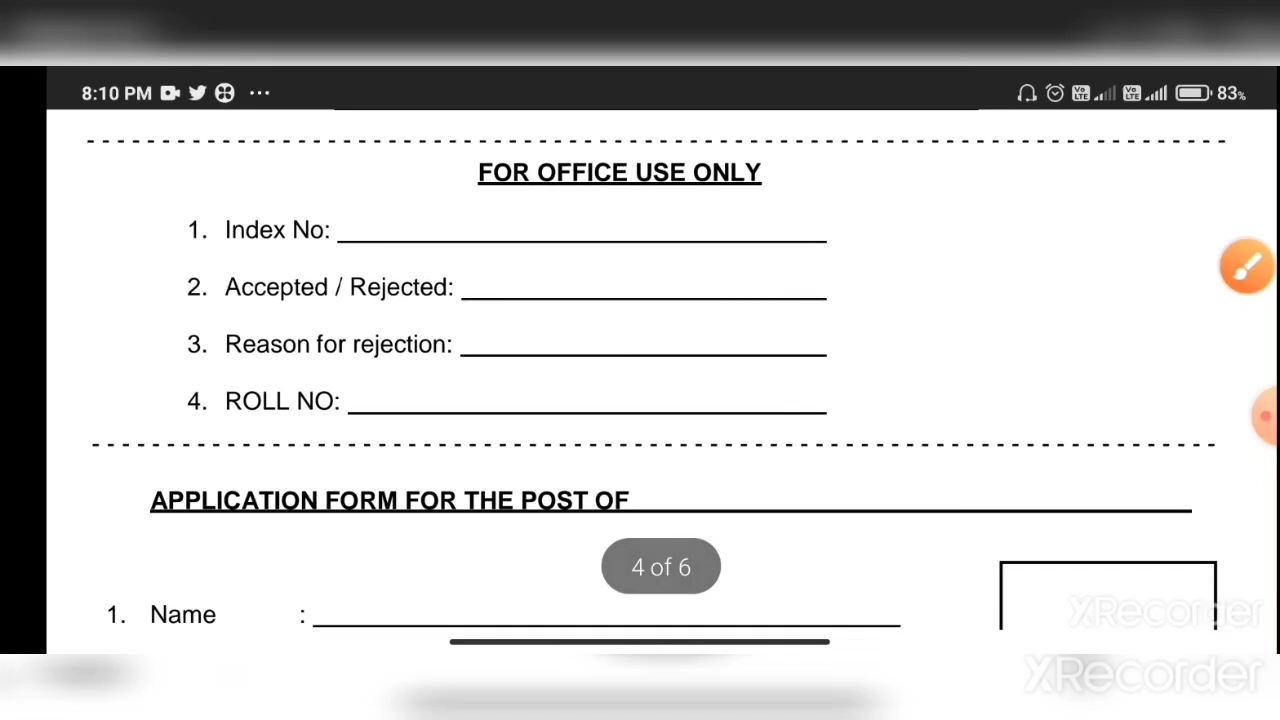 8:10 PM ... 83%
FOR OFFICE USE ONLY
1. Index No:
2. Accepted / Rejected:
3. Reason for rejection:
4. ROLL NO:
APPLICATION FORM FOR THE POST OF
4 of 6
1. Name :
XRecorder
XRecorder